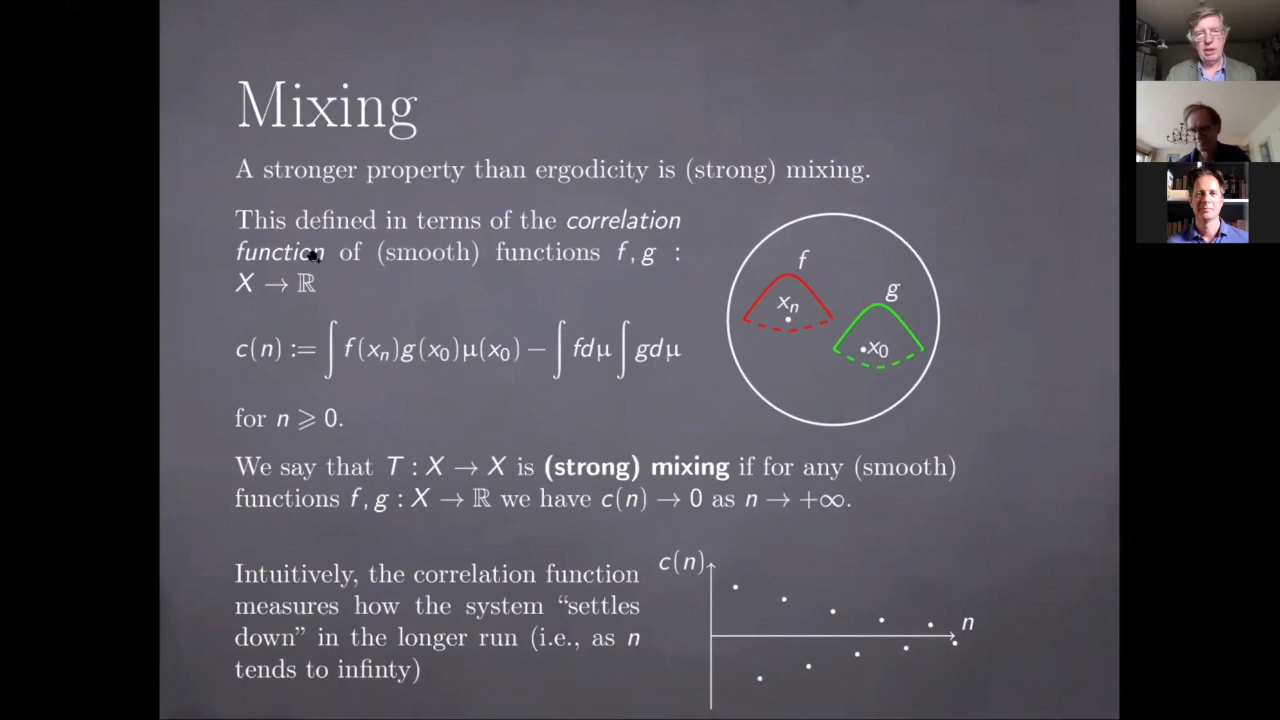 Mixing
A stronger property than ergodicity is (strong) mixing.
This defined in terms of the correlation
function of (smooth) functions f, g :
X → ℝ
c(n) := ∫ f(xₙ)g(x₀)μ(x₀) − ∫ fdμ ∫ gdμ
for n ⩾ 0.
f
xₙ
g
x₀
We say that T : X → X is (strong) mixing if for any (smooth)
functions f, g : X → ℝ we have c(n) → 0 as n → +∞.
Intuitively, the correlation function
measures how the system “settles
down” in the longer run (i.e., as n
tends to infinty)
c(n)
n